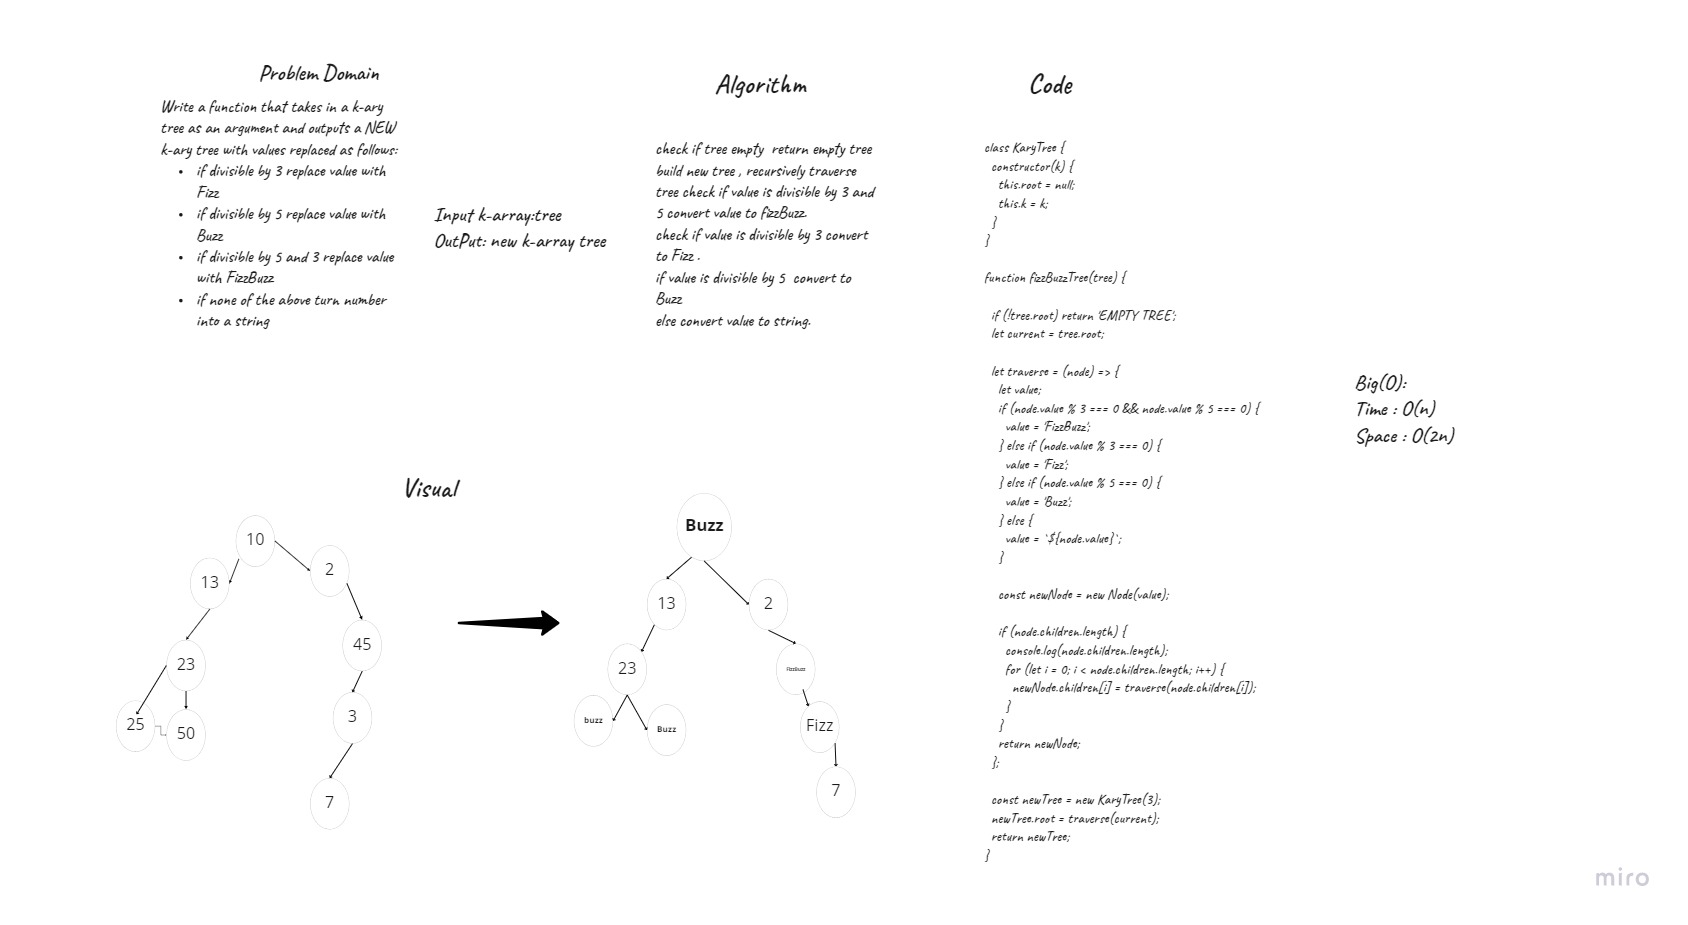 Problem Domain
Write a function that takes in a k-ary
tree as an argument and outputs a NEW
k-ary tree with values replaced as follows:
• if divisible by 3 replace value with
Fizz
• if divisible by 5 replace value with
Buzz
• if divisible by 5 and 3 replace value
with FizzBuzz
• if none of the above turn number
into a string
Input k-array:tree
OutPut: new k-array tree
Algorithm
check if tree empty return empty tree
build new tree , recursively traverse
tree check if value is divisible by 3 and
5 convert value to fizzBuzz.
check if value is divisible by 3 convert
to Fizz .
if value is divisible by 5 convert to
Buzz
else convert value to string.
Code
class KaryTree {
constructor(k) {
this.root = null;
this.k = k;
}
}
function fizzBuzzTree(tree) {
if (!tree.root) return 'EMPTY TREE';
let current = tree.root;
let traverse = (node) => {
let value;
if (node.value % 3 === 0 && node.value % 5 === 0) {
value = 'FizzBuzz';
} else if (node.value % 3 === 0) {
value = 'Fizz';
} else if (node.value % 5 === 0) {
value = 'Buzz';
} else {
value = `${node.value}`;
}
const newNode = new Node(value);
if (node.children.length) {
console.log(node.children.length);
for (let i = 0; i < node.children.length; i++) {
newNode.children[i] = traverse(node.children[i]);
}
}
return newNode;
};
const newTree = new KaryTree(3);
newTree.root = traverse(current);
return newTree;
}
Big(O):
Time : O(n)
Space : O(2n)
Visual
10
13
2
23
45
25
50
3
7
Buzz
13
2
23
FizzBuzz
buzz
Buzz
Fizz
7
miro